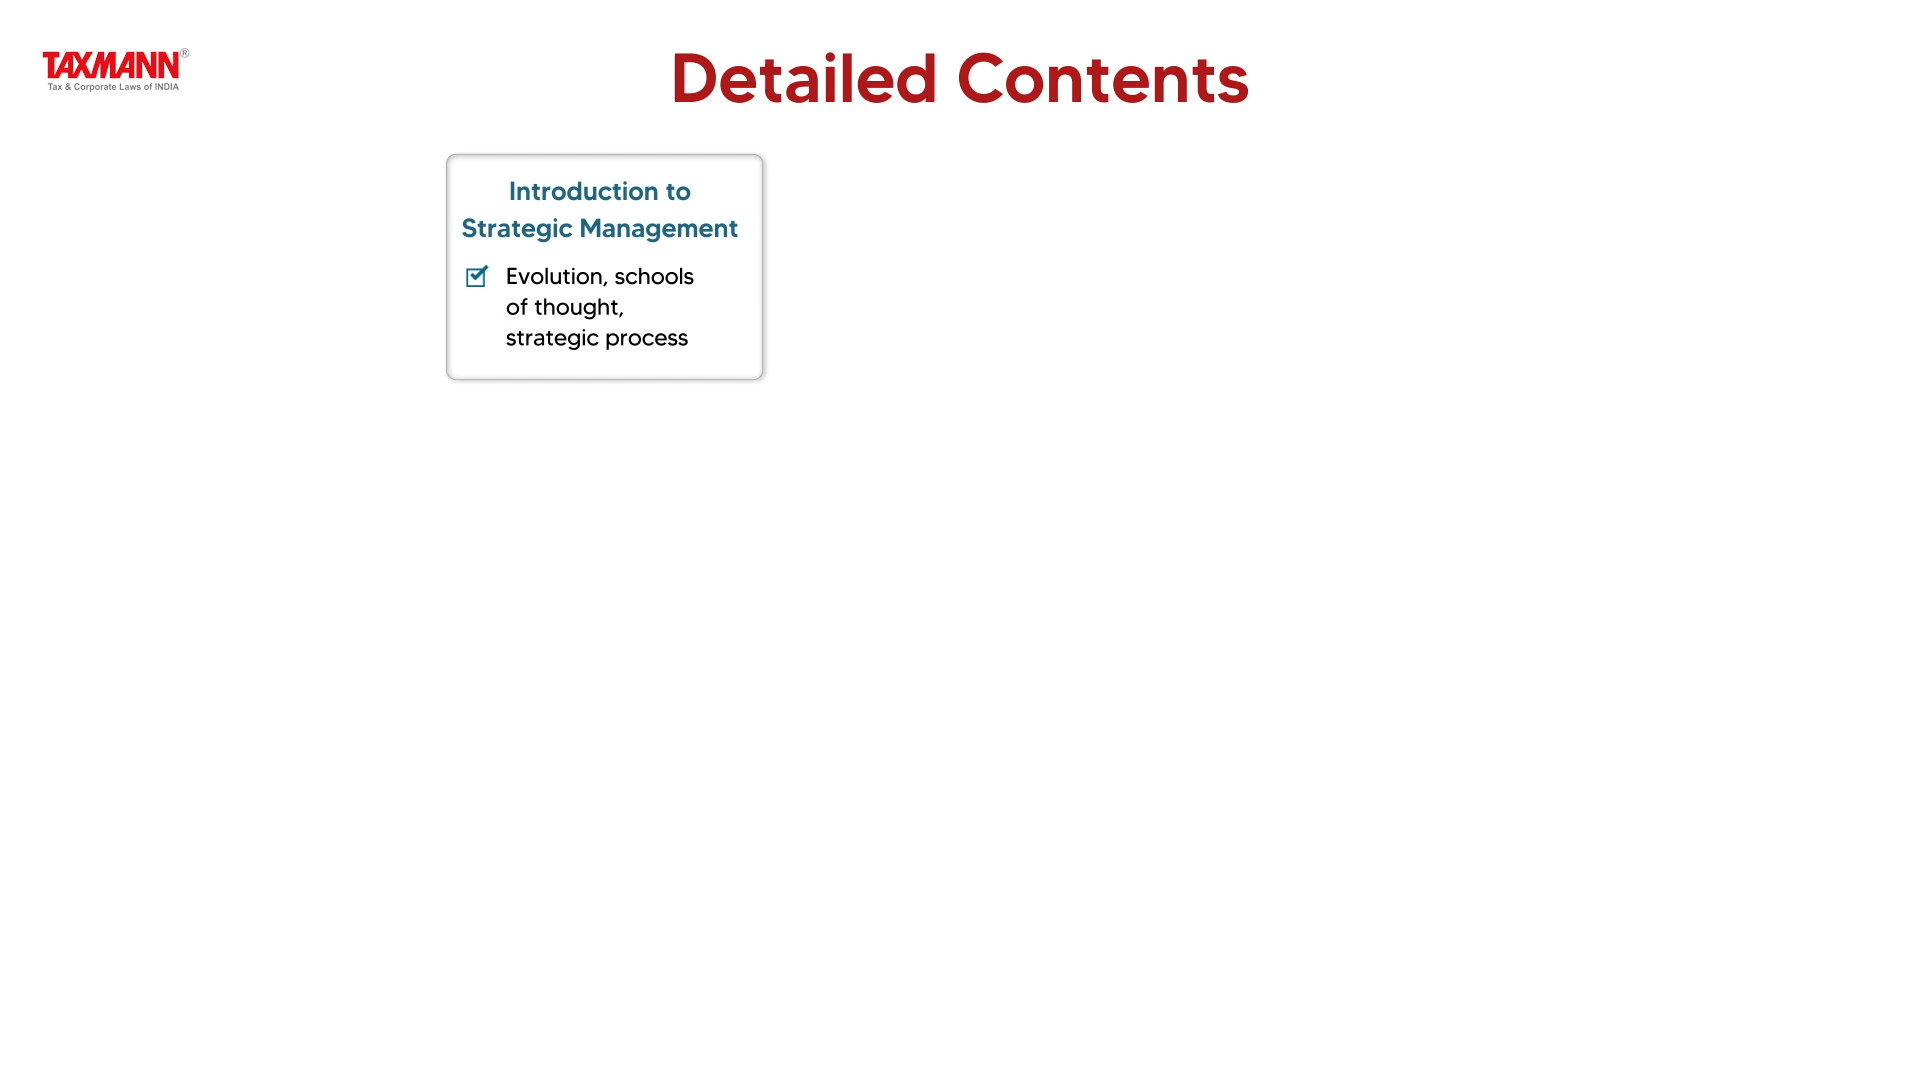 TAXMANN®
Tax & Corporate Laws of INDIA
Detailed Contents
Introduction to
Strategic Management
Evolution, schools
of thought,
strategic process